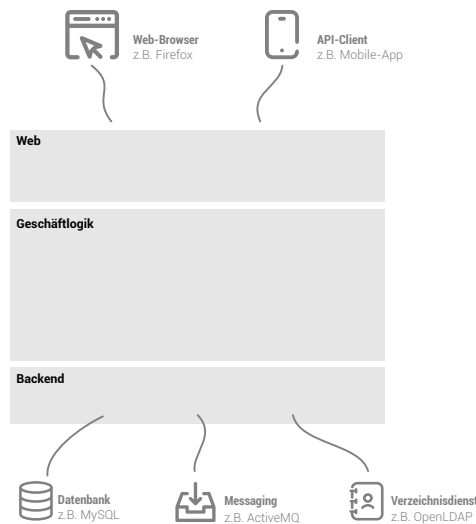 Web-Browser
z.B. Firefox
API-Client
z.B. Mobile-App
Web
Geschäftlogik
Backend
Datenbank
z.B. MySQL
Messaging
z.B. ActiveMQ
Verzeichnisdienst
z.B. OpenLDAP